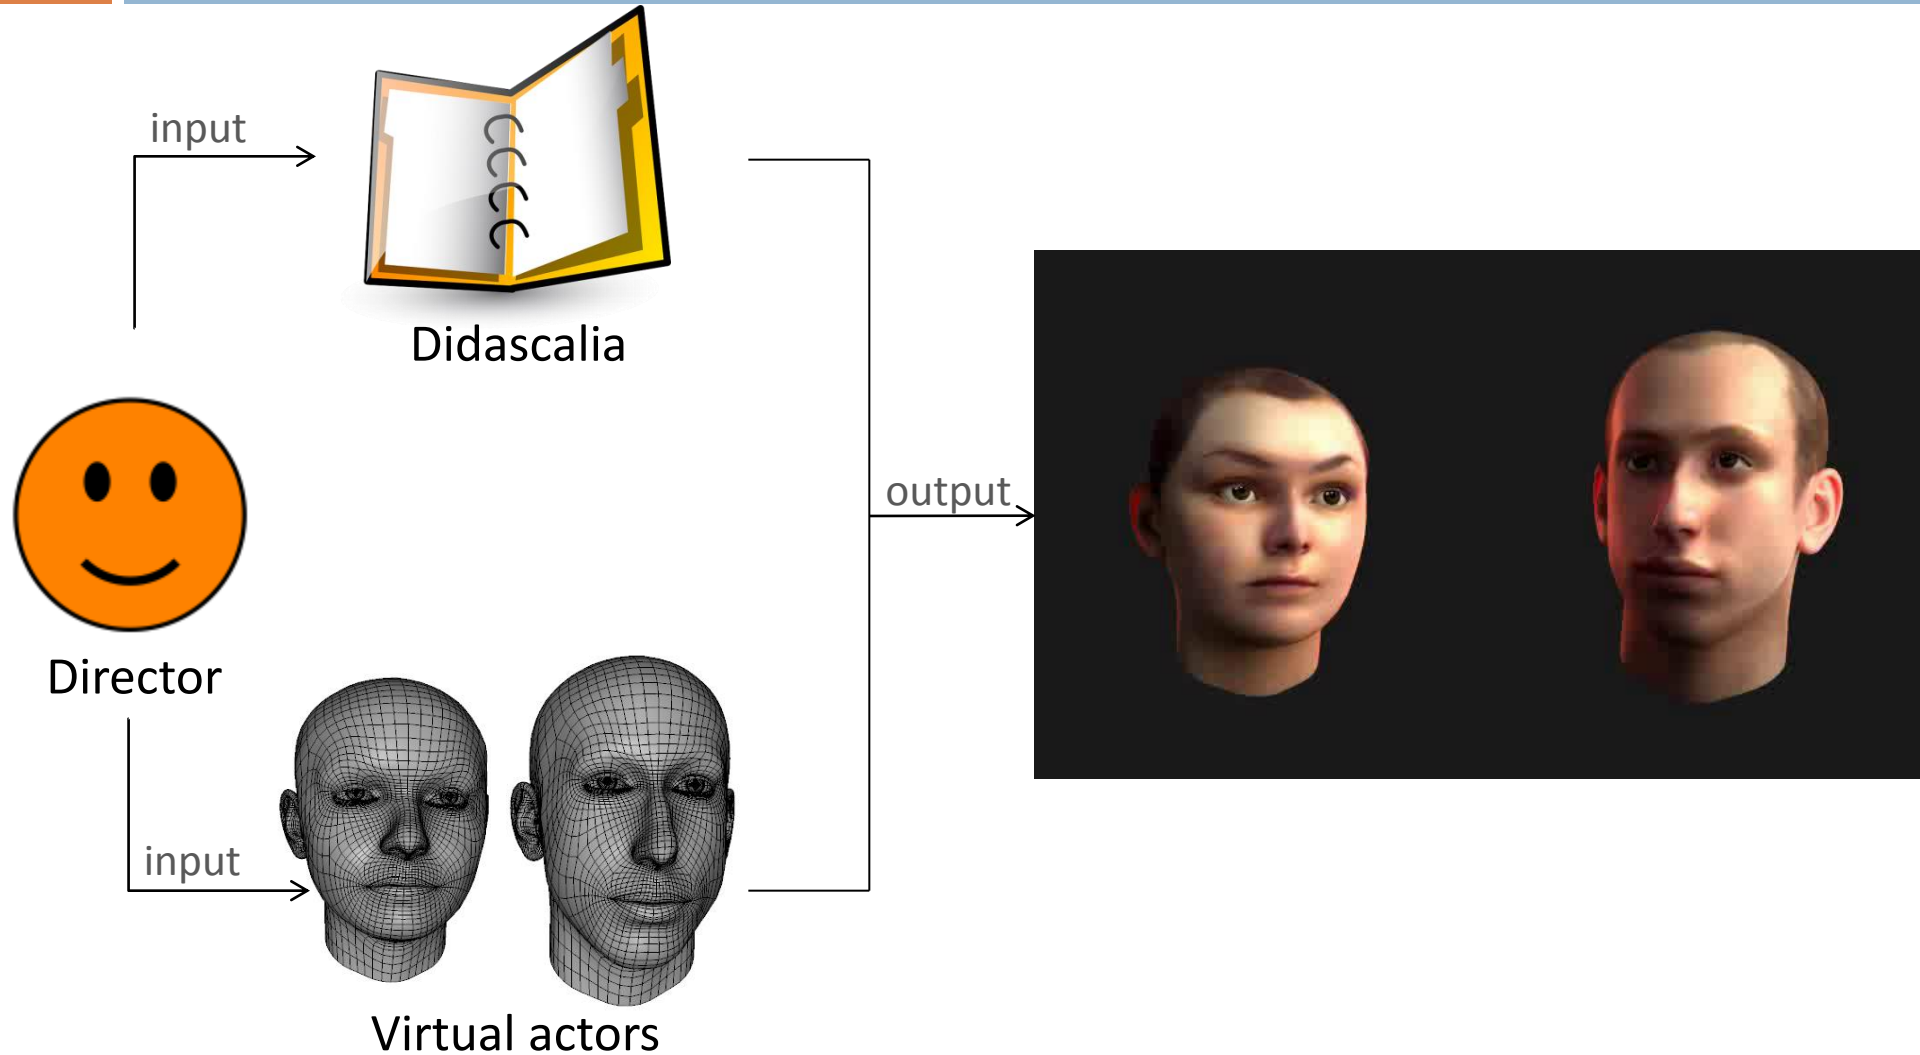 input
Didascalia
output
Director
input
Virtual actors